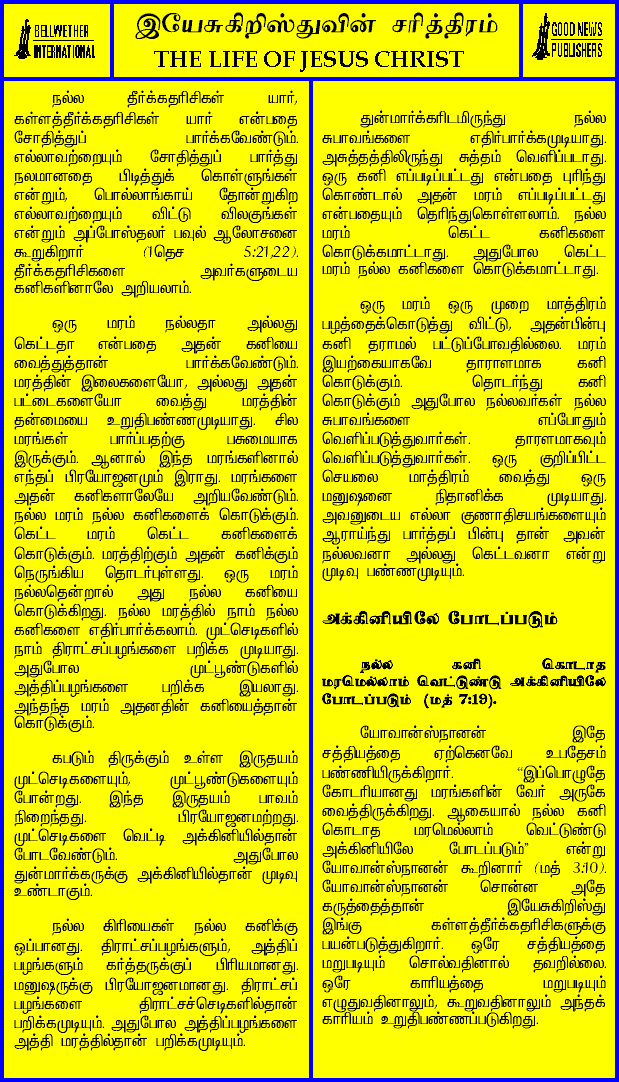 BELLWETHER
INTERNATIONAL
இயேசுகிறிஸ்துவின் சரித்திரம்
THE LIFE OF JESUS CHRIST
GOOD NEWS
PUBLISHERS
நல்ல தீர்க்கதரிசிகள் யார்,
கள்ளத்தீர்க்கதரிசிகள் யார் என்பதை
சோதித்துப் பார்க்கவேண்டும்.
எல்லாவற்றையும் சோதித்துப் பார்த்து
நலமானதை பிடித்துக் கொள்ளுங்கள்
என்றும், பொல்லாங்காய் தோன்றுகிற
எல்லாவற்றையும் விட்டு விலகுங்கள்
என்றும் அப்போஸ்தலர் பவுல் ஆலோசனை
கூறுகிறார் (1தெச 5:21,22).
தீர்க்கதரிசிகளை அவர்களுடைய
கனிகளினாலே அறியலாம்.
ஒரு மரம் நல்லதா அல்லது
கெட்டதா என்பதை அதன் கனியை
வைத்துத்தான் பார்க்கவேண்டும்.
மரத்தின் இலைகளையோ, அல்லது அதன்
பட்டைகளையோ வைத்து மரத்தின்
தன்மையை உறுதிபண்ணமுடியாது. சில
மரங்கள் பார்ப்பதற்கு பசுமையாக
இருக்கும். ஆனால் இந்த மரங்களினால்
எந்தப் பிரயோஜனமும் இராது. மரங்களை
அதன் கனிகளாலேயே அறியவேண்டும்.
நல்ல மரம் நல்ல கனிகளைக் கொடுக்கும்.
கெட்ட மரம் கெட்ட கனிகளைக்
கொடுக்கும். மரத்திற்கும் அதன் கனிக்கும்
நெருங்கிய தொடர்புள்ளது. ஒரு மரம்
நல்லதென்றால் அது நல்ல கனியை
கொடுக்கிறது. நல்ல மரத்தில் நாம் நல்ல
கனிகளை எதிர்பார்க்கலாம். முட்செடிகளில்
நாம் திராட்சப்பழங்களை பறிக்க முடியாது.
அதுபோல முட்பூண்டுகளில்
அத்திப்பழங்களை பறிக்க இயலாது.
அந்தந்த மரம் அதனதின் கனியைத்தான்
கொடுக்கும்.
கபடும் திருக்கும் உள்ள இருதயம்
முட்செடிகளையும், முட்பூண்டுகளையும்
போன்றது. இந்த இருதயம் பாவம்
நிறைந்தது. பிரயோஜனமற்றது.
முட்செடிகளை வெட்டி அக்கினியில்தான்
போடவேண்டும். அதுபோல
துன்மார்க்கருக்கு அக்கினியில்தான் முடிவு
உண்டாகும்.
நல்ல கிரியைகள் நல்ல கனிக்கு
ஒப்பானது. திராட்சப்பழங்களும், அத்திப்
பழங்களும் கர்த்தருக்குப் பிரியமானது.
மனுஷருக்கு பிரயோஜனமானது. திராட்சப்
பழங்களை திராட்சச்செடிகளில்தான்
பறிக்கமுடியும். அதுபோல அத்திப்பழங்களை
அத்தி மரத்தில்தான் பறிக்கமுடியும்.
துன்மார்க்கரிடமிருந்து நல்ல
சுபாவங்களை எதிர்பார்க்கமுடியாது.
அசுத்தத்திலிருந்து சுத்தம் வெளிப்படாது.
ஒரு கனி எப்படிப்பட்டது என்பதை புரிந்து
கொண்டால் அதன் மரம் எப்படிப்பட்டது
என்பதையும் தெரிந்துகொள்ளலாம். நல்ல
மரம் கெட்ட கனிகளை
கொடுக்கமாட்டாது. அதுபோல கெட்ட
மரம் நல்ல கனிகளை கொடுக்கமாட்டாது.
ஒரு மரம் ஒரு முறை மாத்திரம்
பழத்தைக்கொடுத்து விட்டு, அதன்பின்பு
கனி தராமல் பட்டுப்போவதில்லை. மரம்
இயற்கையாகவே தாராளமாக கனி
கொடுக்கும். தொடர்ந்து கனி
கொடுக்கும் அதுபோல நல்லவர்கள் நல்ல
சுபாவங்களை எப்போதும்
வெளிப்படுத்துவார்கள். தாரளமாகவும்
வெளிப்படுத்துவார்கள். ஒரு குறிப்பிட்ட
செயலை மாத்திரம் வைத்து ஒரு
மனுஷனை நிதானிக்க முடியாது.
அவனுடைய எல்லா குணாதிசயங்களையும்
ஆராய்ந்து பார்த்தப் பின்பு தான் அவன்
நல்லவனா அல்லது கெட்டவனா என்று
முடிவு பண்ணமுடியும்.
அக்கினியிலே போடப்படும்
நல்ல கனி கொடாத
மரமெல்லாம் வெட்டுண்டு அக்கினியிலே
போடப்படும் (மத் 7:19).
யோவான்ஸ்நானன் இதே
சத்தியத்தை ஏற்கெனவே உபதேசம்
பண்ணியிருக்கிறார். "இப்பொழுதே
கோடரியானது மரங்களின் வேர் அருகே
வைத்திருக்கிறது. ஆகையால் நல்ல கனி
கொடாத மரமெல்லாம் வெட்டுண்டு
அக்கினியிலே போடப்படும்" என்று
யோவான்ஸ்நானன் கூறினார் (மத் 3:10).
யோவான்ஸ்நானன் சொன்ன அதே
கருத்தைத்தான் இயேசுகிறிஸ்து
இங்கு கள்ளத்தீர்க்கதரிசிகளுக்கு
பயன்படுத்துகிறார். ஒரே சத்தியத்தை
மறுபடியும் சொல்வதினால் தவறில்லை.
ஒரே காரியத்தை மறுபடியும்
எழுதுவதினாலும், கூறுவதினாலும் அந்தக்
காரியம் உறுதிபண்ணப்படுகிறது.